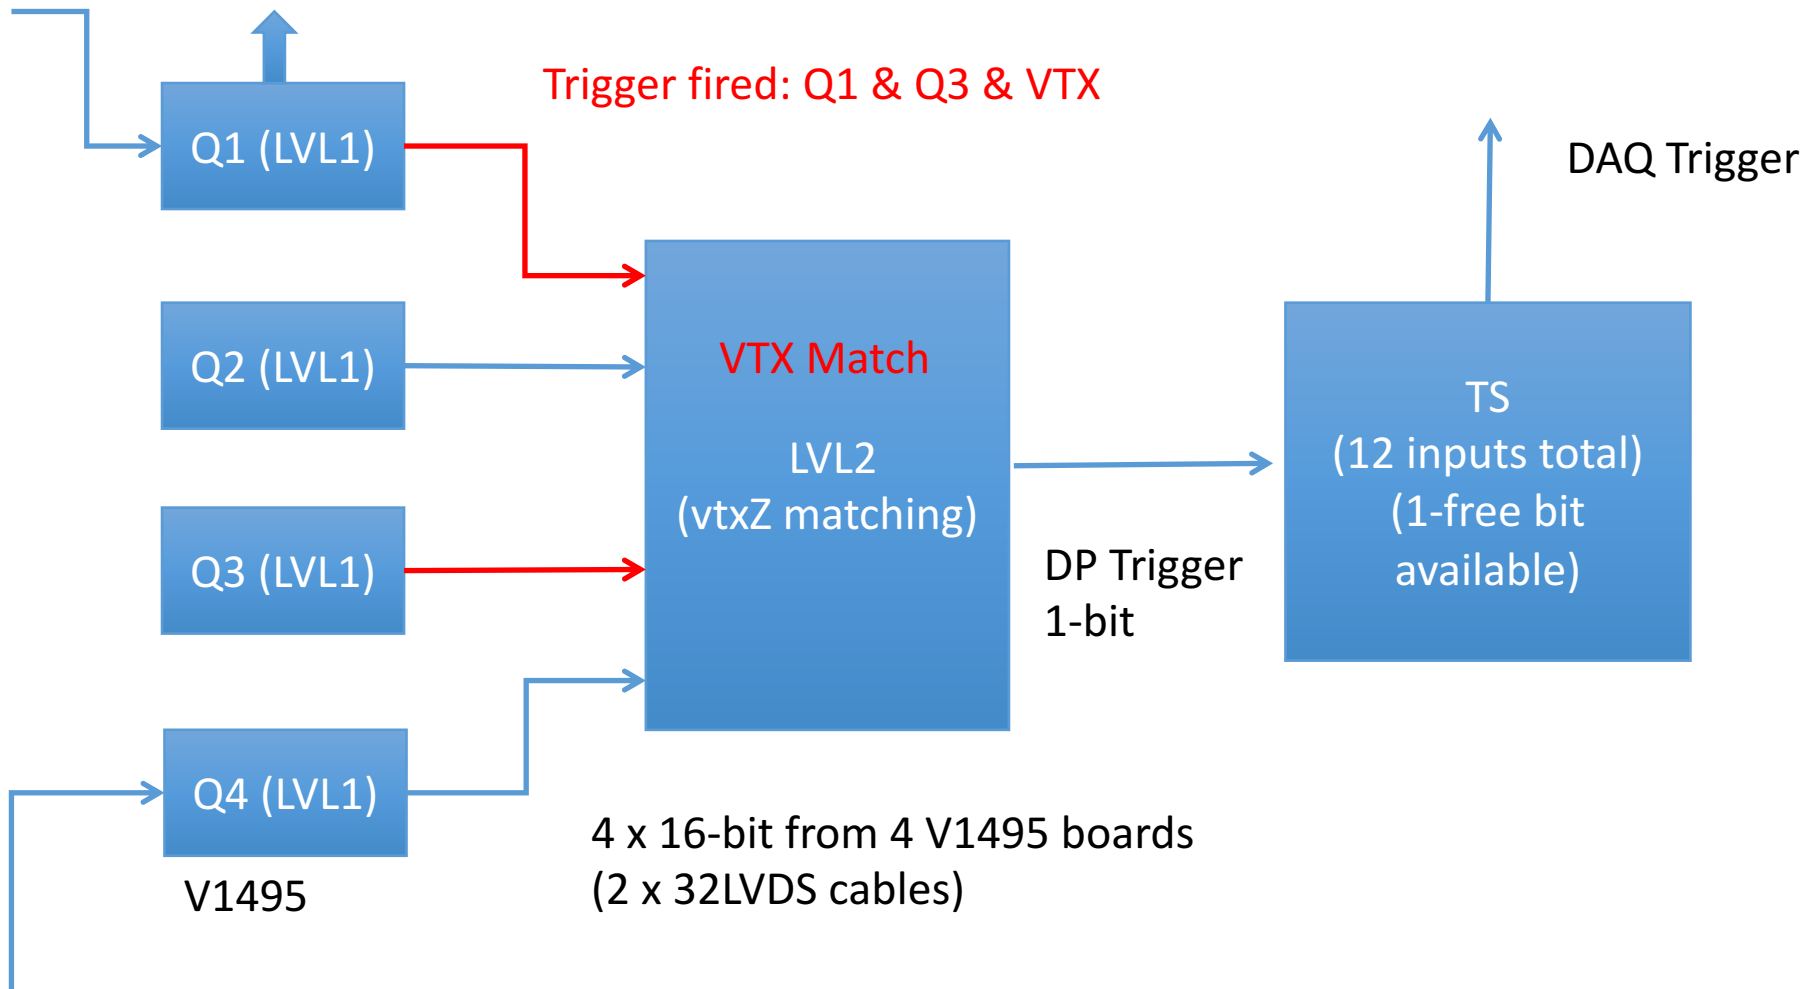 Trigger fired: Q1 & Q3 & VTX
Q1 (LVL1)
DAQ Trigger
Q2 (LVL1)
VTX Match
LVL2
(vtxZ matching)
TS
(12 inputs total)
(1-free bit
available)
Q3 (LVL1)
DP Trigger
1-bit
Q4 (LVL1)
V1495
4 x 16-bit from 4 V1495 boards
(2 x 32LVDS cables)